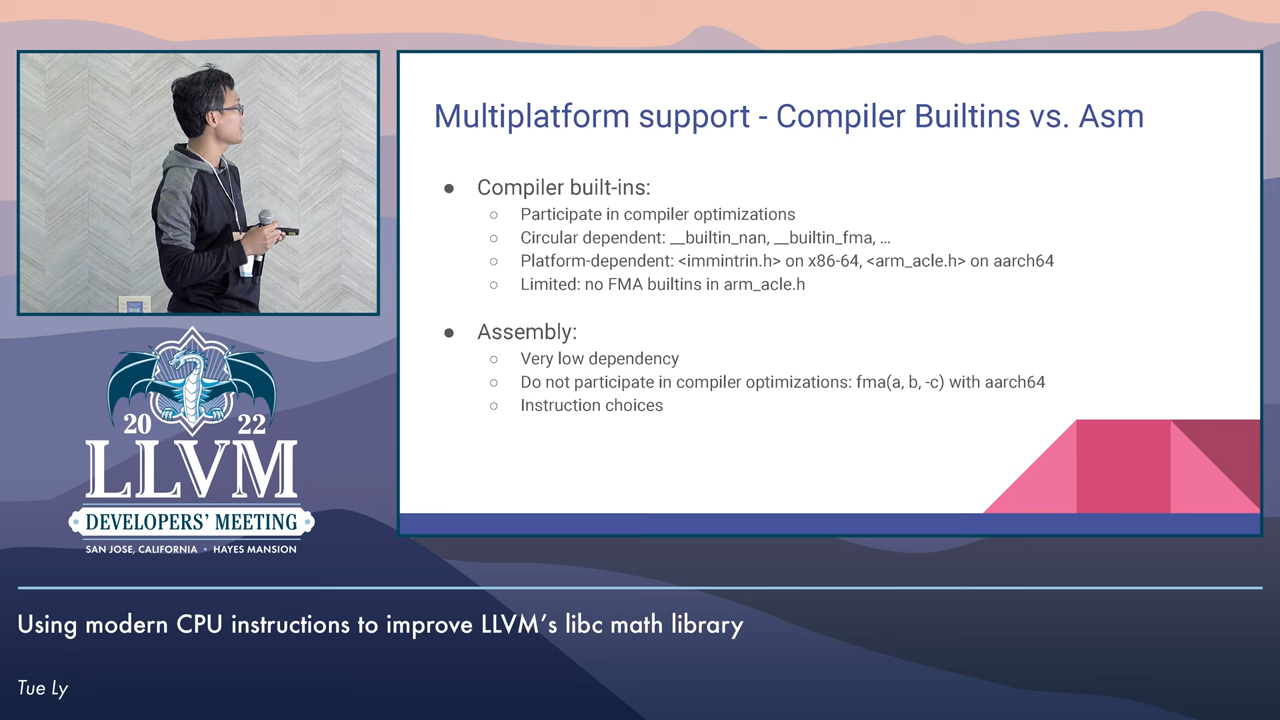 Multiplatform support - Compiler Builtins vs. Asm
● Compiler built-ins:
○ Participate in compiler optimizations
○ Circular dependent: __builtin_nan, __builtin_fma, ...
○ Platform-dependent: <immintrin.h> on x86-64, <arm_acle.h> on aarch64
○ Limited: no FMA builtins in arm_acle.h
● Assembly:
○ Very low dependency
○ Do not participate in compiler optimizations: fma(a, b, -c) with aarch64
○ Instruction choices
20 22
LLVM
DEVELOPERS' MEETING
SAN JOSE, CALIFORNIA • HAYES MANSION
Using modern CPU instructions to improve LLVM's libc math library
Tue Ly